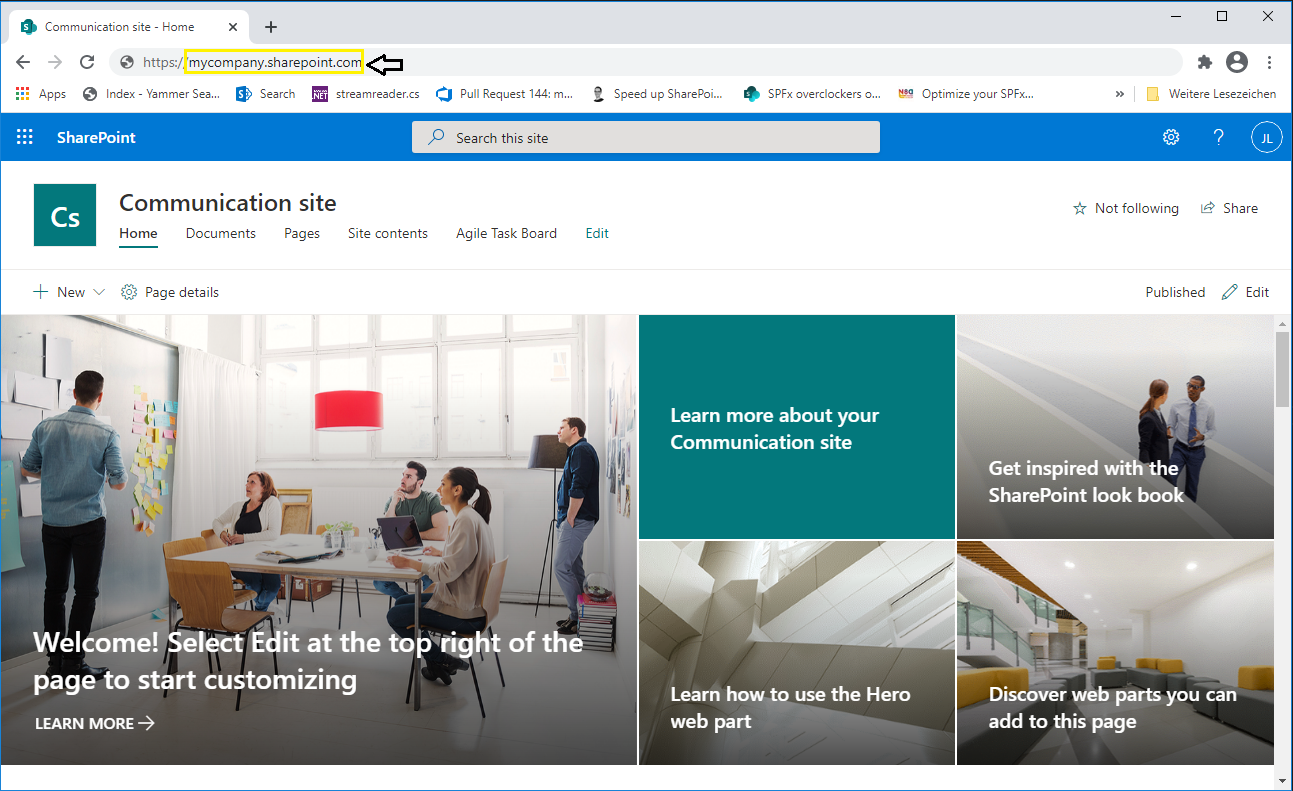 Communication site - Home
https://mycompany.sharepoint.com
Apps
Index - Yammer Sea...
Search
streamreader.cs
Pull Request 144: m...
Speed up SharePoi...
SPFx overclockers o...
Optimize your SPFx...
»
Weitere Lesezeichen
SharePoint
Search this site
?
JL
Cs
Communication site
Home
Documents
Pages
Site contents
Agile Task Board
Edit
Not following
Share
New
Page details
Published
Edit
Welcome! Select Edit at the top right of the
page to start customizing
LEARN MORE
Learn more about your
Communication site
Get inspired with the
SharePoint look book
Learn how to use the Hero
web part
Discover web parts you can
add to this page